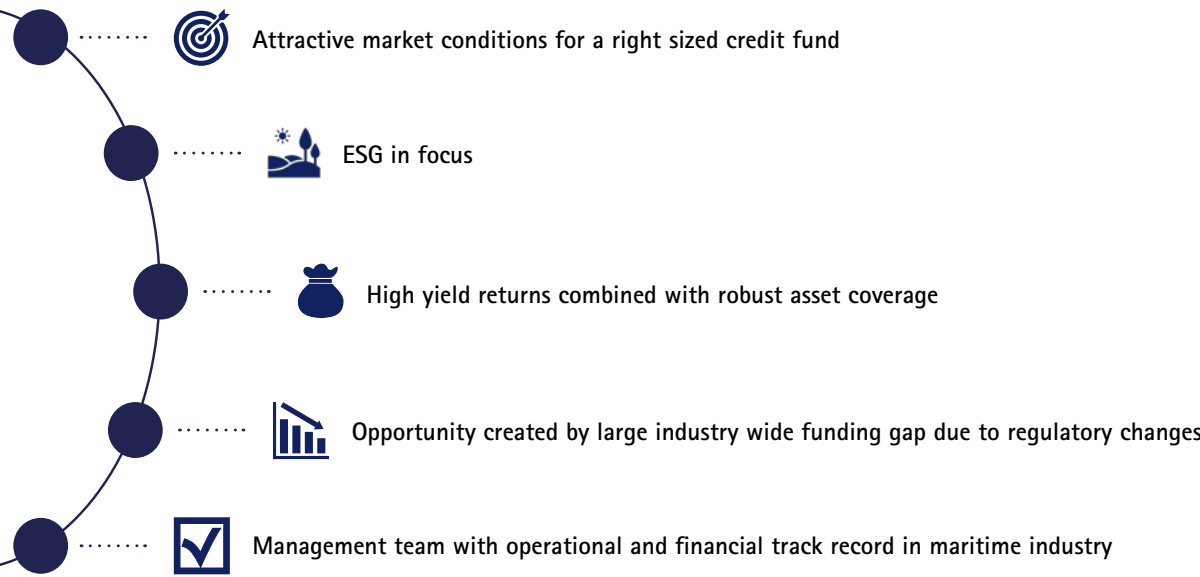 Attractive market conditions for a right sized credit fund
ESG in focus
High yield returns combined with robust asset coverage
Opportunity created by large industry wide funding gap due to regulatory changes
Management team with operational and financial track record in maritime industry